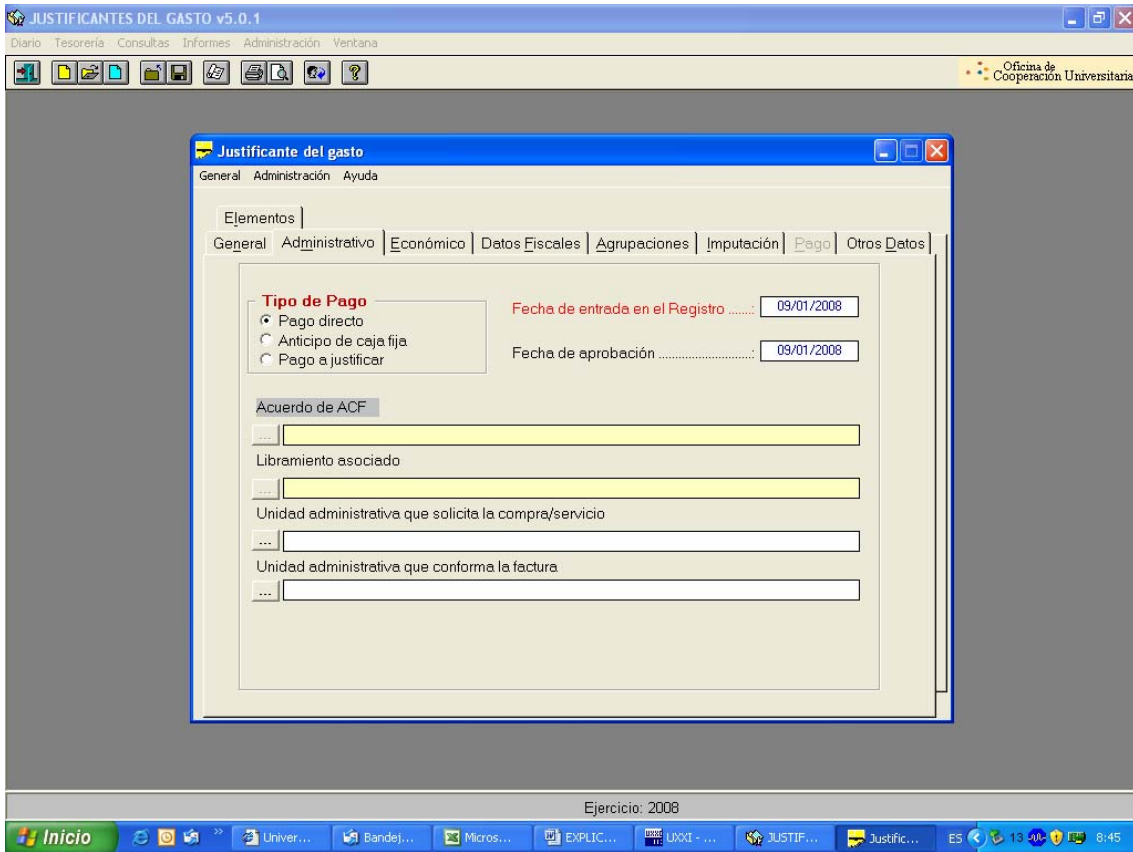 JUSTIFICANTES DEL GASTO v5.0.1
Diario Tesorería Consultas Informes Administración Ventana
Oficina de
Cooperación Universitaria
Justificante del gasto
General Administración Ayuda
Elementos
General Administrativo Económico Datos Fiscales Agrupaciones Imputación Pago Otros Datos
Tipo de Pago
Pago directo
Anticipo de caja fija
Pago a justificar
Fecha de entrada en el Registro ......: 09/01/2008
Fecha de aprobación ..........................: 09/01/2008
Acuerdo de ACF
...
Libramiento asociado
...
Unidad administrativa que solicita la compra/servicio
...
Unidad administrativa que conforma la factura
...
Ejercicio: 2008
Inicio » Univer... Bandej... Micros... EXPLIC... UXXI - ... JUSTIF... Justific... ES 13 8:45